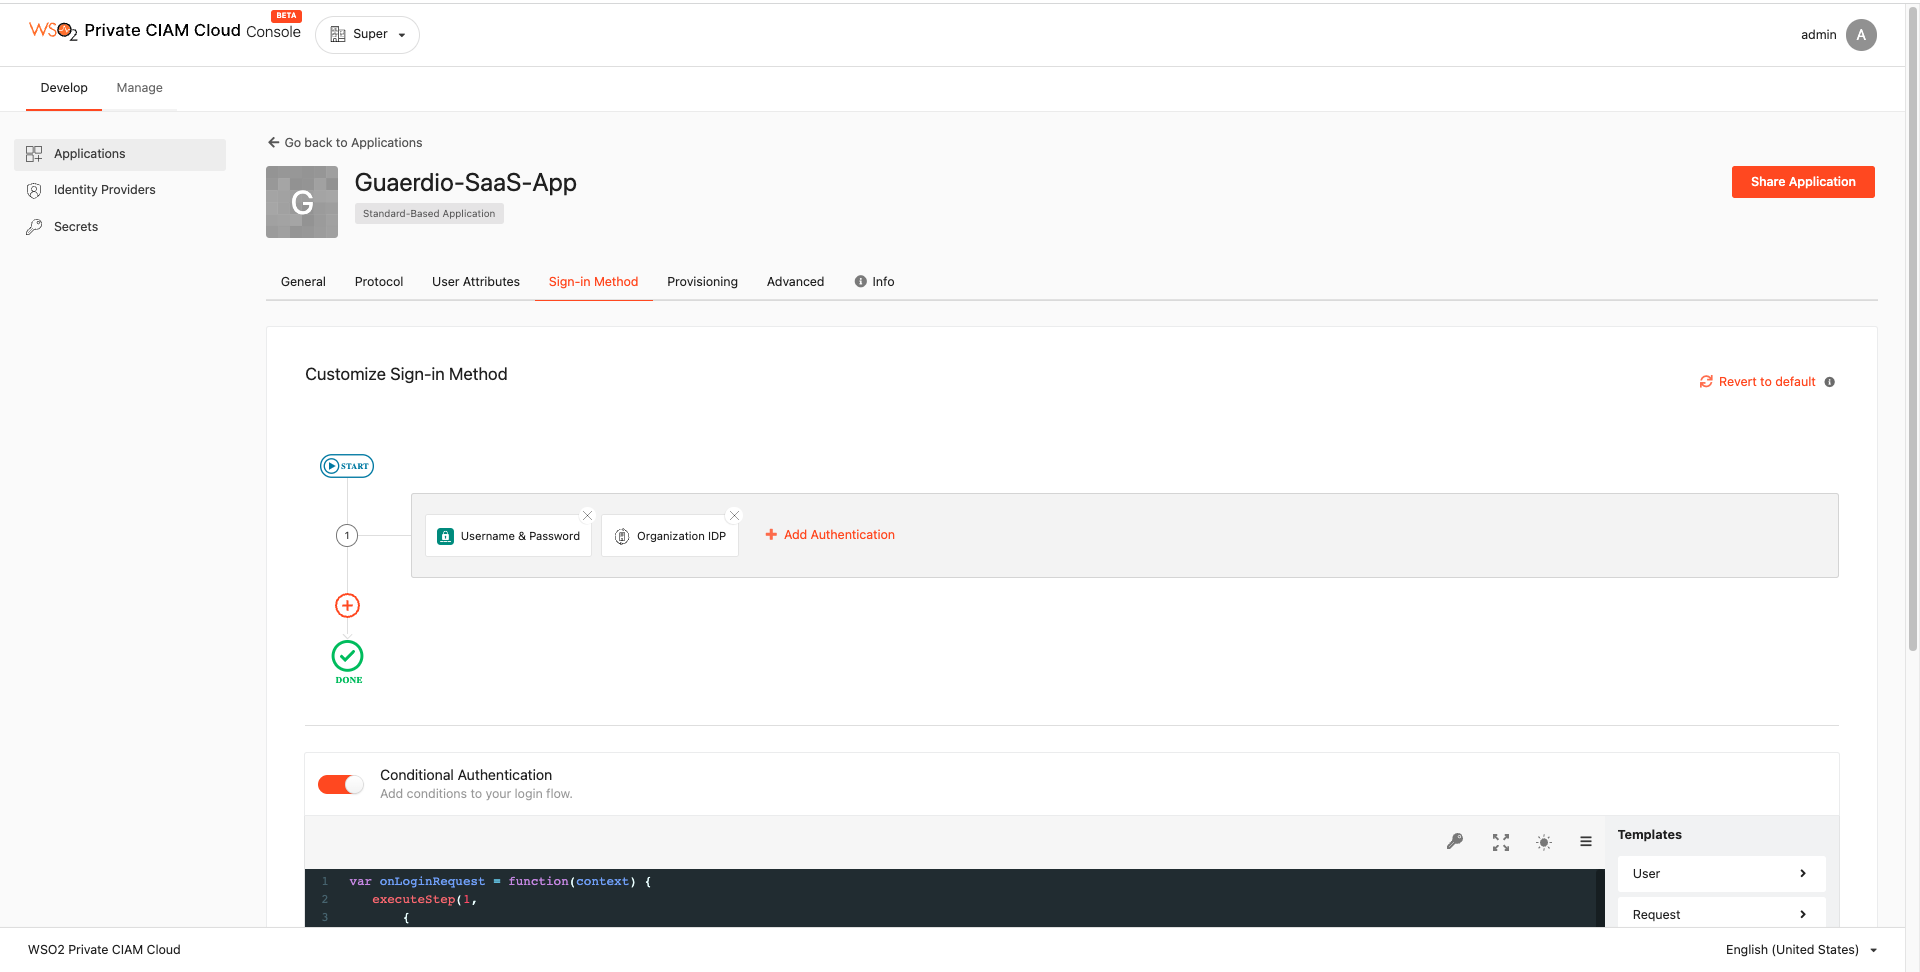 WSO2 Private CIAM Cloud Console BETA
Super
admin A
Develop Manage
Applications
Identity Providers
Secrets
Go back to Applications
G
Guaerdio-SaaS-App
Standard-Based Application
Share Application
General Protocol User Attributes Sign-in Method Provisioning Advanced Info
Customize Sign-in Method
Revert to default
START
1 Username & Password Organization IDP Add Authentication
DONE
Conditional Authentication
Add conditions to your login flow.
Templates
User
Request
1 var onLoginRequest = function(context) {
2 executeStep(1,
3 {
WSO2 Private CIAM Cloud
English (United States)